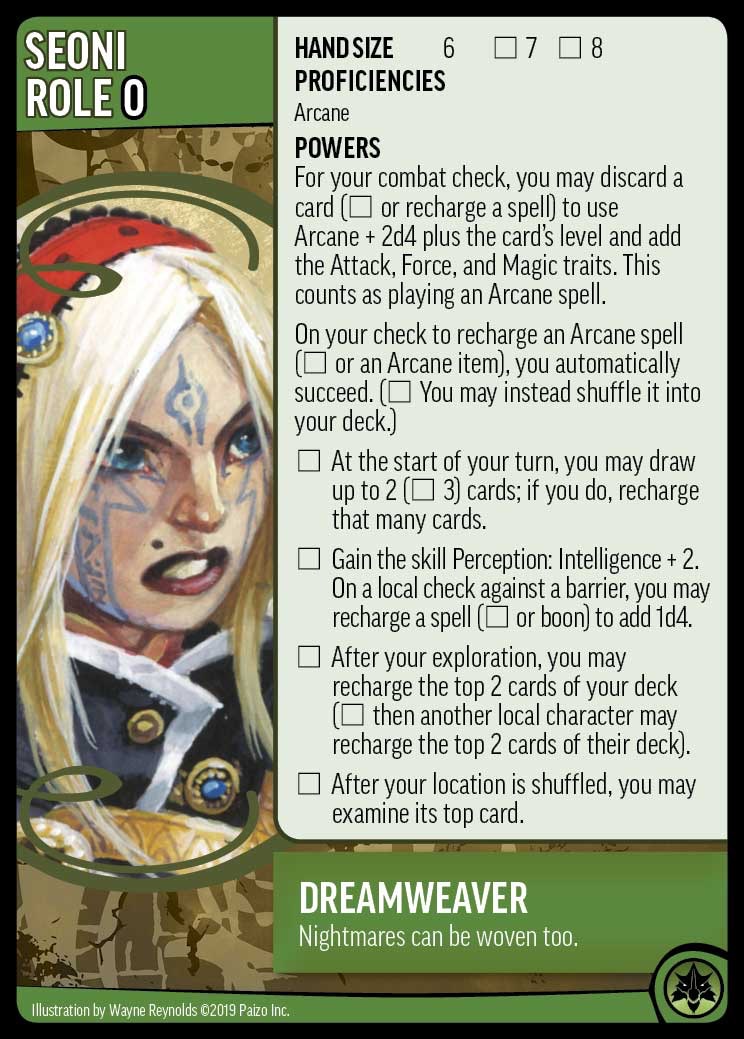 SEONI
ROLE 0
HAND SIZE 6 □ 7 □ 8
PROFICIENCIES
Arcane
POWERS
For your combat check, you may discard a
card (□ or recharge a spell) to use
Arcane + 2d4 plus the card's level and add
the Attack, Force, and Magic traits. This
counts as playing an Arcane spell.
On your check to recharge an Arcane spell
(□ or an Arcane item), you automatically
succeed. (□ You may instead shuffle it into
your deck.)
□ At the start of your turn, you may draw
up to 2 (□ 3) cards; if you do, recharge
that many cards.
□ Gain the skill Perception: Intelligence + 2.
On a local check against a barrier, you may
recharge a spell (□ or boon) to add 1d4.
□ After your exploration, you may
recharge the top 2 cards of your deck
(□ then another local character may
recharge the top 2 cards of their deck).
□ After your location is shuffled, you may
examine its top card.
DREAMWEAVER
Nightmares can be woven too.
Illustration by Wayne Reynolds ©2019 Paizo Inc.